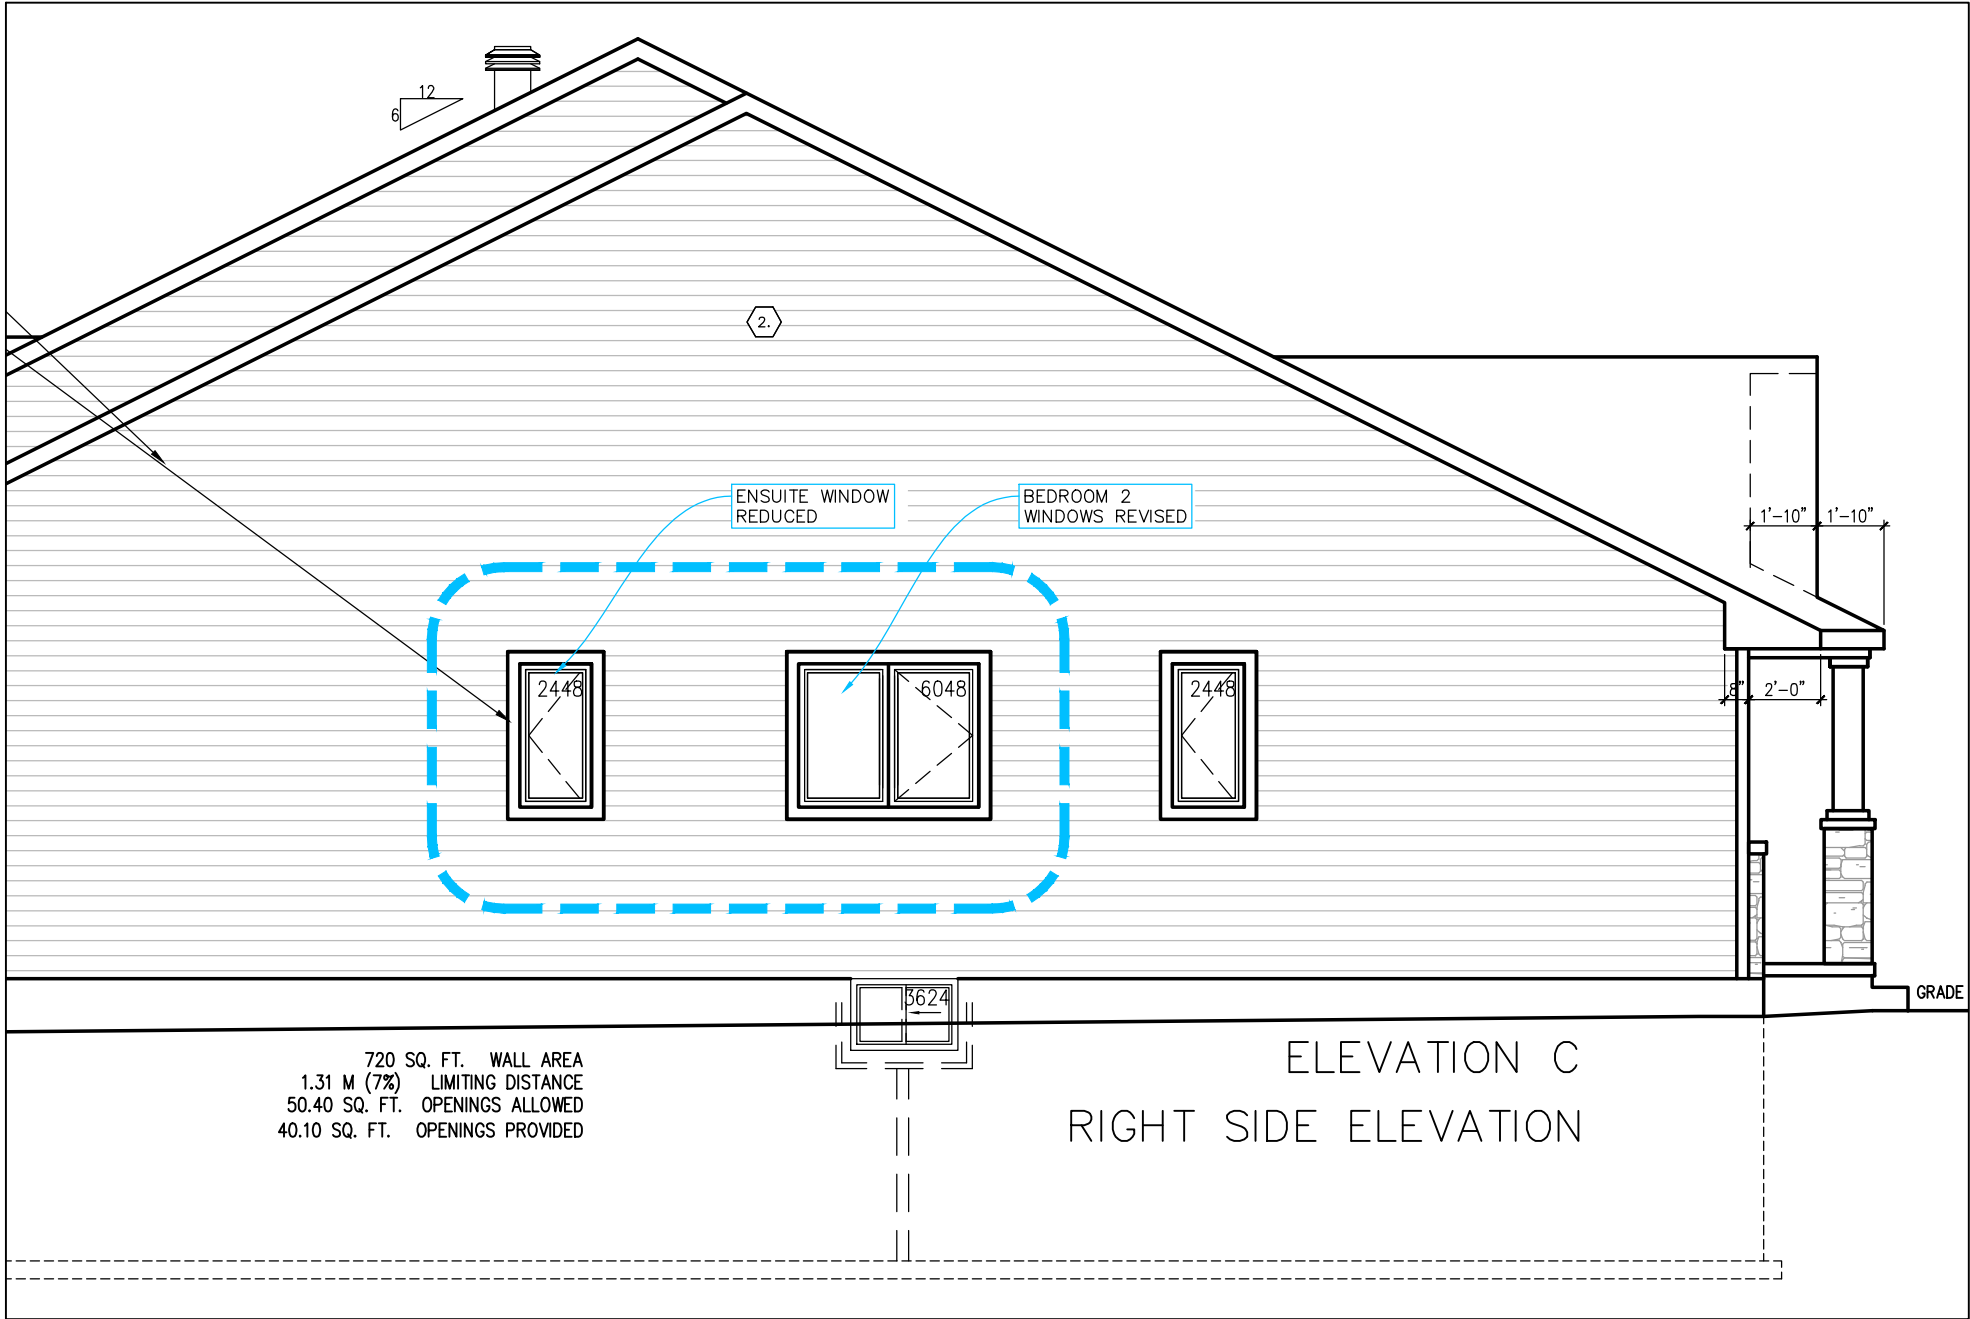 12
6
2.
ENSUITE WINDOW
REDUCED
BEDROOM 2
WINDOWS REVISED
1'-10" 1'-10"
2448
6048
2448
8" 2'-0"
3624
GRADE
720 SQ. FT. WALL AREA
1.31 M (7%) LIMITING DISTANCE
50.40 SQ. FT. OPENINGS ALLOWED
40.10 SQ. FT. OPENINGS PROVIDED
ELEVATION C
RIGHT SIDE ELEVATION